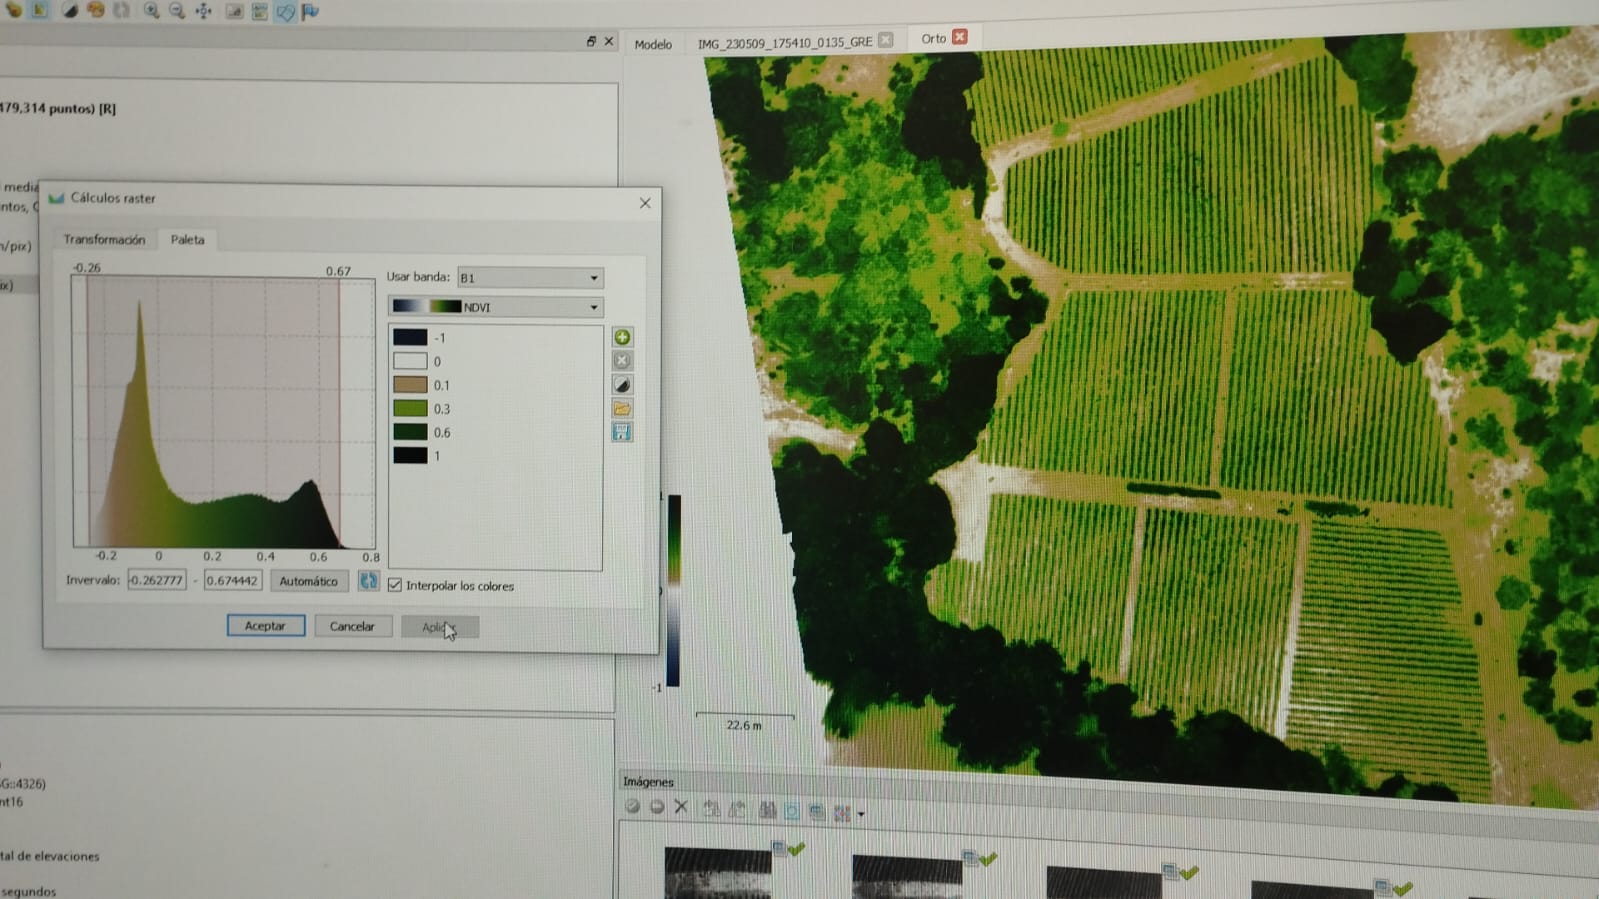 Modelo
IMG_230509_175410_0135_GRE
Orto
479,314 puntos) [R]
media
ntos, C
n/pix)
ix)
Cálculos raster
Transformación
Paleta
-0.26
0.67
Usar banda:
B1
NDVI
-1
0
0.1
0.3
0.6
1
-0.2
0
0.2
0.4
0.6
0.8
Invervalo:
-0.262777
-
0.674442
Automático
Interpolar los colores
Aceptar
Cancelar
-1
22.6 m
Imágenes
G::4326)
nt16
tal de elevaciones
segundos